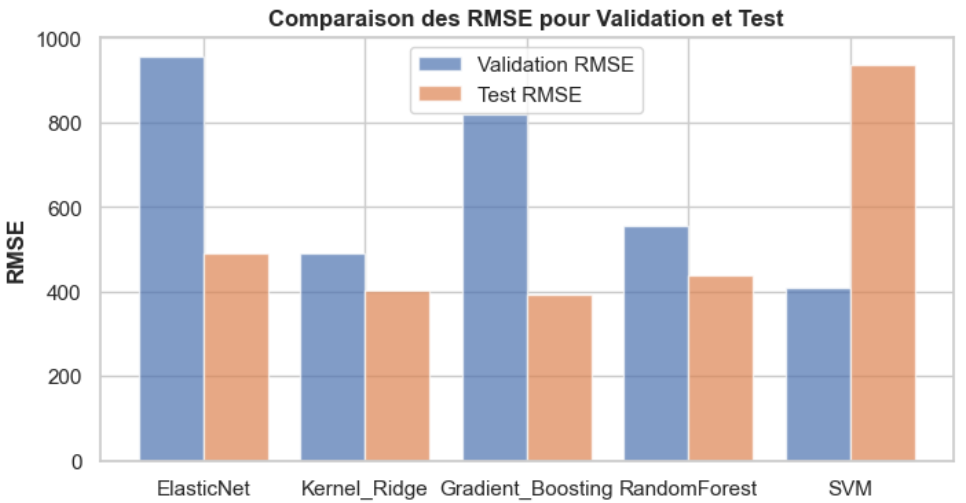 Comparaison des RMSE pour Validation et Test
1000
800
600
400
200
0
RMSE
Validation RMSE
Test RMSE
ElasticNet
Kernel_Ridge
Gradient_Boosting
RandomForest
SVM